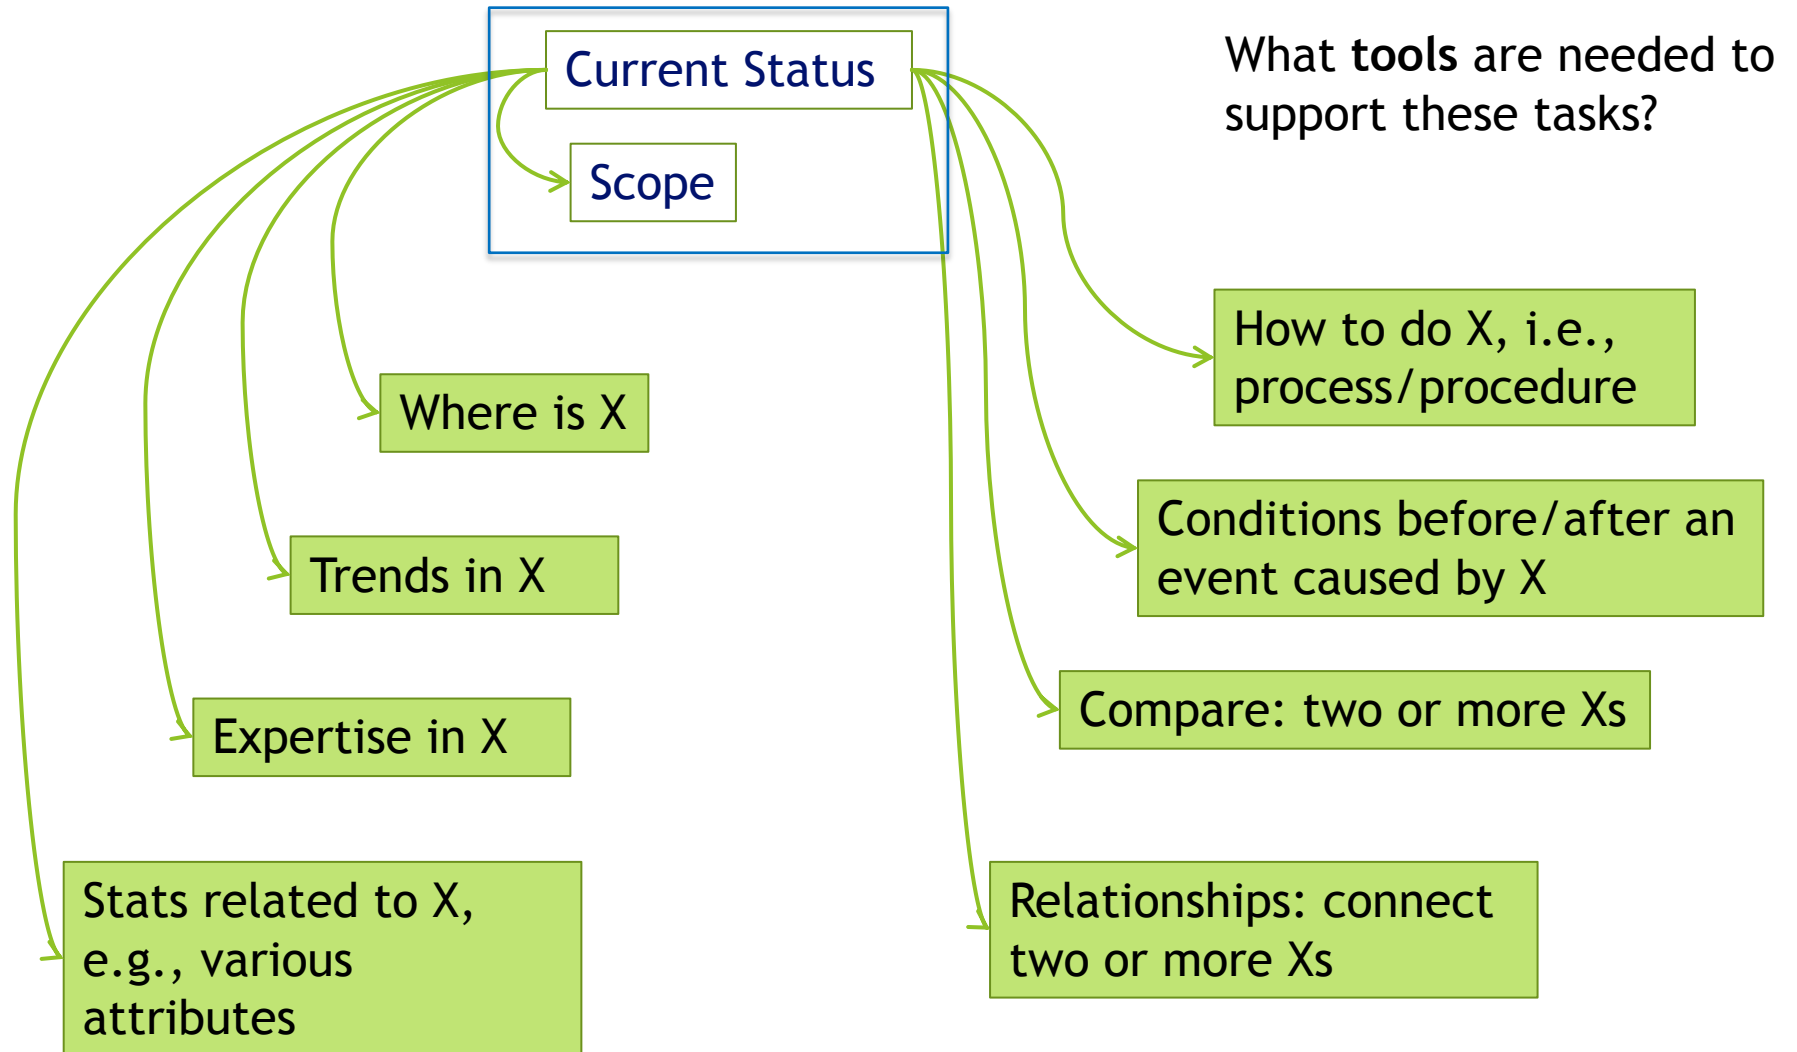 Current Status
Scope
What tools are needed to
support these tasks?
Where is X
Trends in X
Expertise in X
Stats related to X,
e.g., various
attributes
How to do X, i.e.,
process/procedure
Conditions before/after an
event caused by X
Compare: two or more Xs
Relationships: connect
two or more Xs